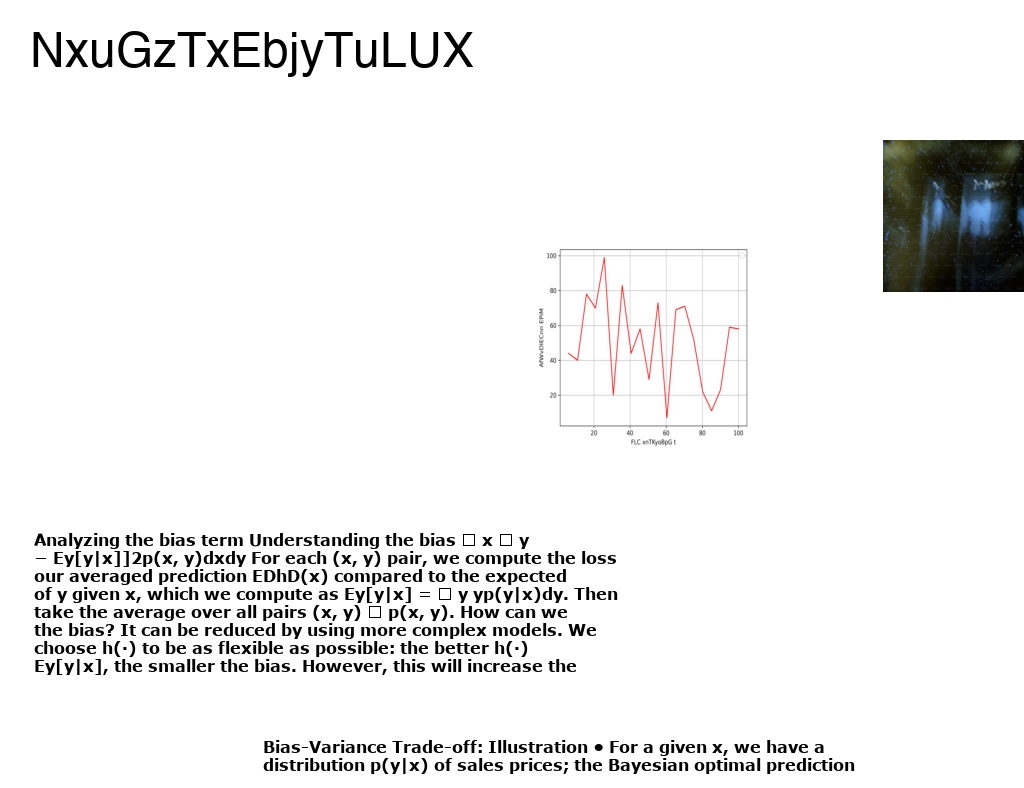 NxuGzTxEbjyTuLUX
100
80
60
40
20
20 40 60 80 100
FLC xnTKyoBpG t
Analyzing the bias term Understanding the bias □ x □ y
− Ey[y|x]]2p(x, y)dxdy For each (x, y) pair, we compute the loss
our averaged prediction EDhD(x) compared to the expected
of y given x, which we compute as Ey[y|x] = □ y yp(y|x)dy. Then
take the average over all pairs (x, y) □ p(x, y). How can we
the bias? It can be reduced by using more complex models. We
choose h(·) to be as flexible as possible: the better h(·)
Ey[y|x], the smaller the bias. However, this will increase the
Bias-Variance Trade-off: Illustration • For a given x, we have a
distribution p(y|x) of sales prices; the Bayesian optimal prediction